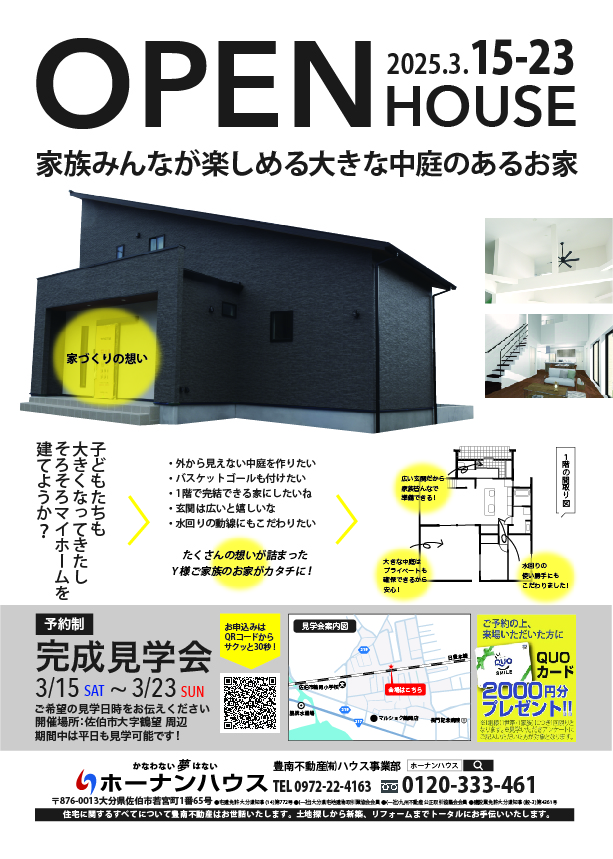 OPEN
2025.3.15-23
HOUSE
家族みんなが楽しめる大きな中庭のあるお家
家づくりの想い
子どもたちも
大きくなってきたし
そろそろマイホームを
建てようか？
・外から見えない中庭を作りたい
・バスケットゴールも付けたい
・1階で完結できる家にしたいね
・玄関は広いと嬉しいな
・水回りの動線にもこだわりたい
たくさんの想いが詰まった
Y様ご家族のお家がカタチに！
1階の間取り図
広い玄関だから
家族皆んなで
準備できる！
大きな中庭は
プライベートも
確保できるから
安心！
水回りの
使い勝手にも
こだわりました！
予約制
完成見学会
3/15 SAT ～ 3/23 SUN
ご希望の見学日時をお伝えください
開催場所：佐伯市大字鶴望 周辺
期間中は平日も見学可能です！
お申込みは
QRコードから
サクッと30秒！
見学会案内図
217
日豊本線
佐伯市鶴岡小学校
会場はこちら
マルショク鶴岡店
長門記念病院
217
ご予約の上、
来場いただいた方に
QUO
SMILE
QUO
カード
2000円分
プレゼント!!
かなわない夢はない
ホーナンハウス
豊南不動産㈲ハウス事業部
ホーナンハウス
TEL 0972-22-4163
0120-333-461
〒876-0013大分県佐伯市若宮町1番65号
住宅に関するすべてについて豊南不動産はお世話いたします。土地探しから新築、リフォームまでトータルにお手伝いいたします。